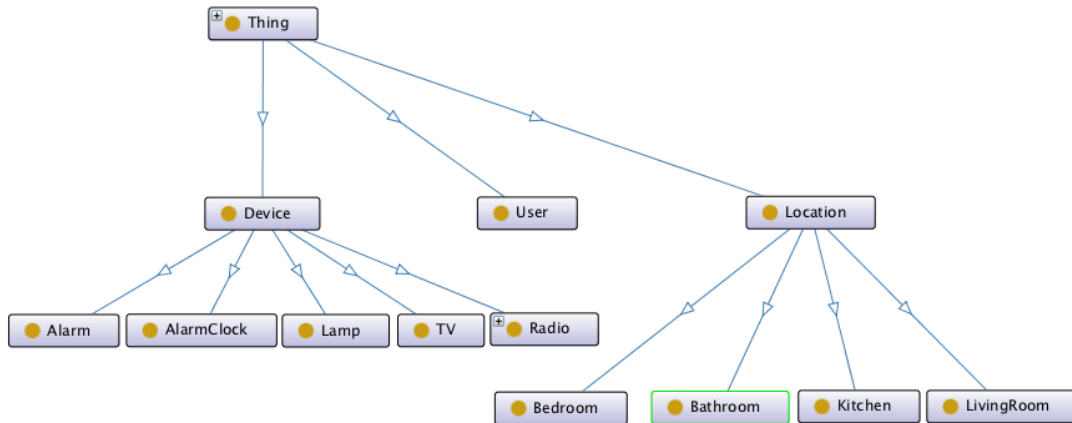 Thing
Device
User
Location
Alarm
AlarmClock
Lamp
TV
Radio
Bedroom
Bathroom
Kitchen
LivingRoom